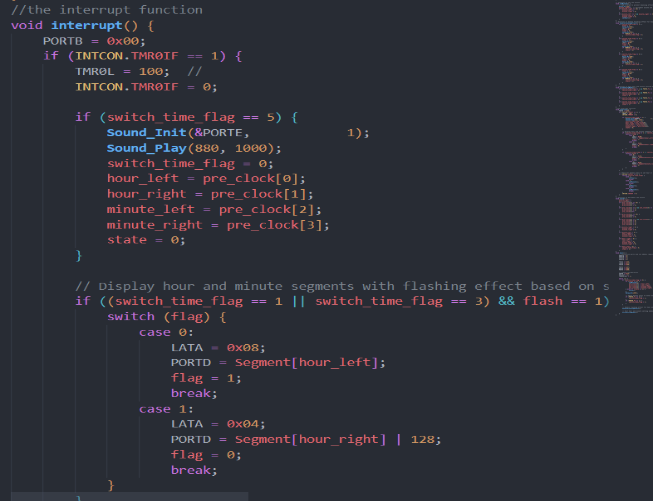 //the interrupt function
void interrupt() {
    PORTB = 0x00;
    if (INTCON.TMR0IF == 1) {
        TMR0L = 100;  //
        INTCON.TMR0IF = 0;

        if (switch_time_flag == 5) {
            Sound_Init(&PORTE,            1);
            Sound_Play(880, 1000);
            switch_time_flag = 0;
            hour_left = pre_clock[0];
            hour_right = pre_clock[1];
            minute_left = pre_clock[2];
            minute_right = pre_clock[3];
            state = 0;
        }

        // Display hour and minute segments with flashing effect based on s
        if ((switch_time_flag == 1 || switch_time_flag == 3) && flash == 1)
            switch (flag) {
                case 0:
                    LATA = 0x08;
                    PORTD = Segment[hour_left];
                    flag = 1;
                    break;
                case 1:
                    LATA = 0x04;
                    PORTD = Segment[hour_right] | 128;
                    flag = 0;
                    break;
            }
        }